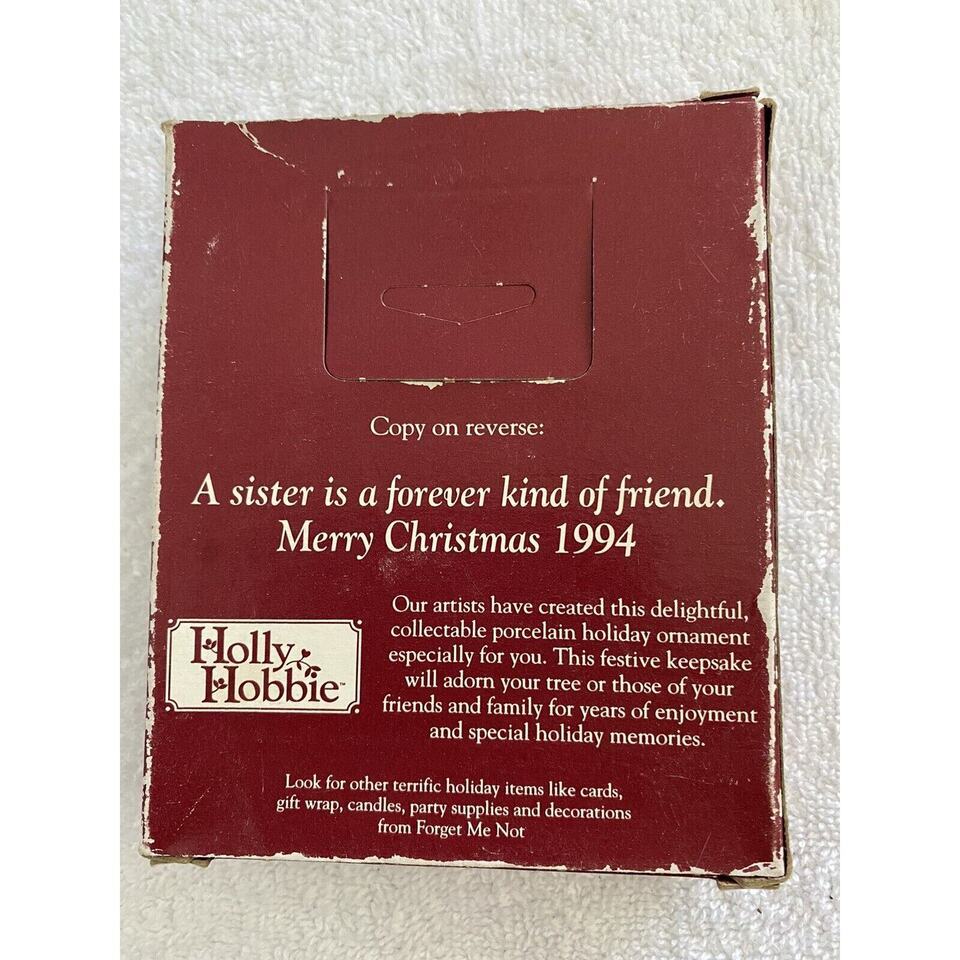 Copy on reverse:
A sister is a forever kind of friend.
Merry Christmas 1994
Our artists have created this delightful,
collectable porcelain holiday ornament
especially for you. This festive keepsake
will adorn your tree or those of your
friends and family for years of enjoyment
and special holiday memories.
Holly
Hobbie™
Look for other terrific holiday items like cards,
gift wrap, candles, party supplies and decorations
from Forget Me Not